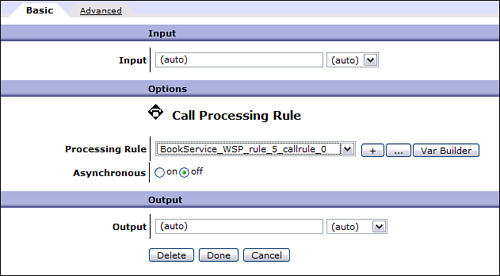 Basic Advanced
Input
Input (auto) (auto)
Options
Call Processing Rule
Processing Rule BookService_WSP_rule_5_callrule_0 + ... Var Builder
Asynchronous on off
Output
Output (auto) (auto)
Delete Done Cancel